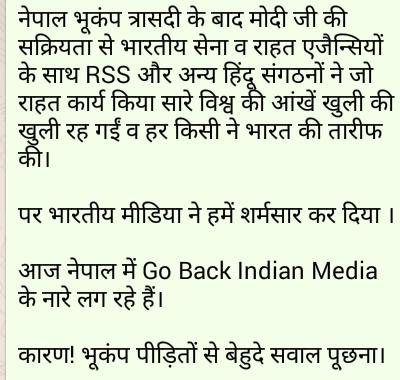 नेपाल भूकंप त्रासदी के बाद मोदी जी की
सक्रियता से भारतीय सेना व राहत एजैन्सियों
के साथ RSS और अन्य हिंदू संगठनों ने जो
राहत कार्य किया सारे विश्व की आंखें खुली की
खुली रह गईं व हर किसी ने भारत की तारीफ
की।
पर भारतीय मीडिया ने हमें शर्मसार कर दिया ।
आज नेपाल में Go Back Indian Media
के नारे लग रहे हैं।
कारण! भूकंप पीड़ितों से बेहुदे सवाल पूछना।